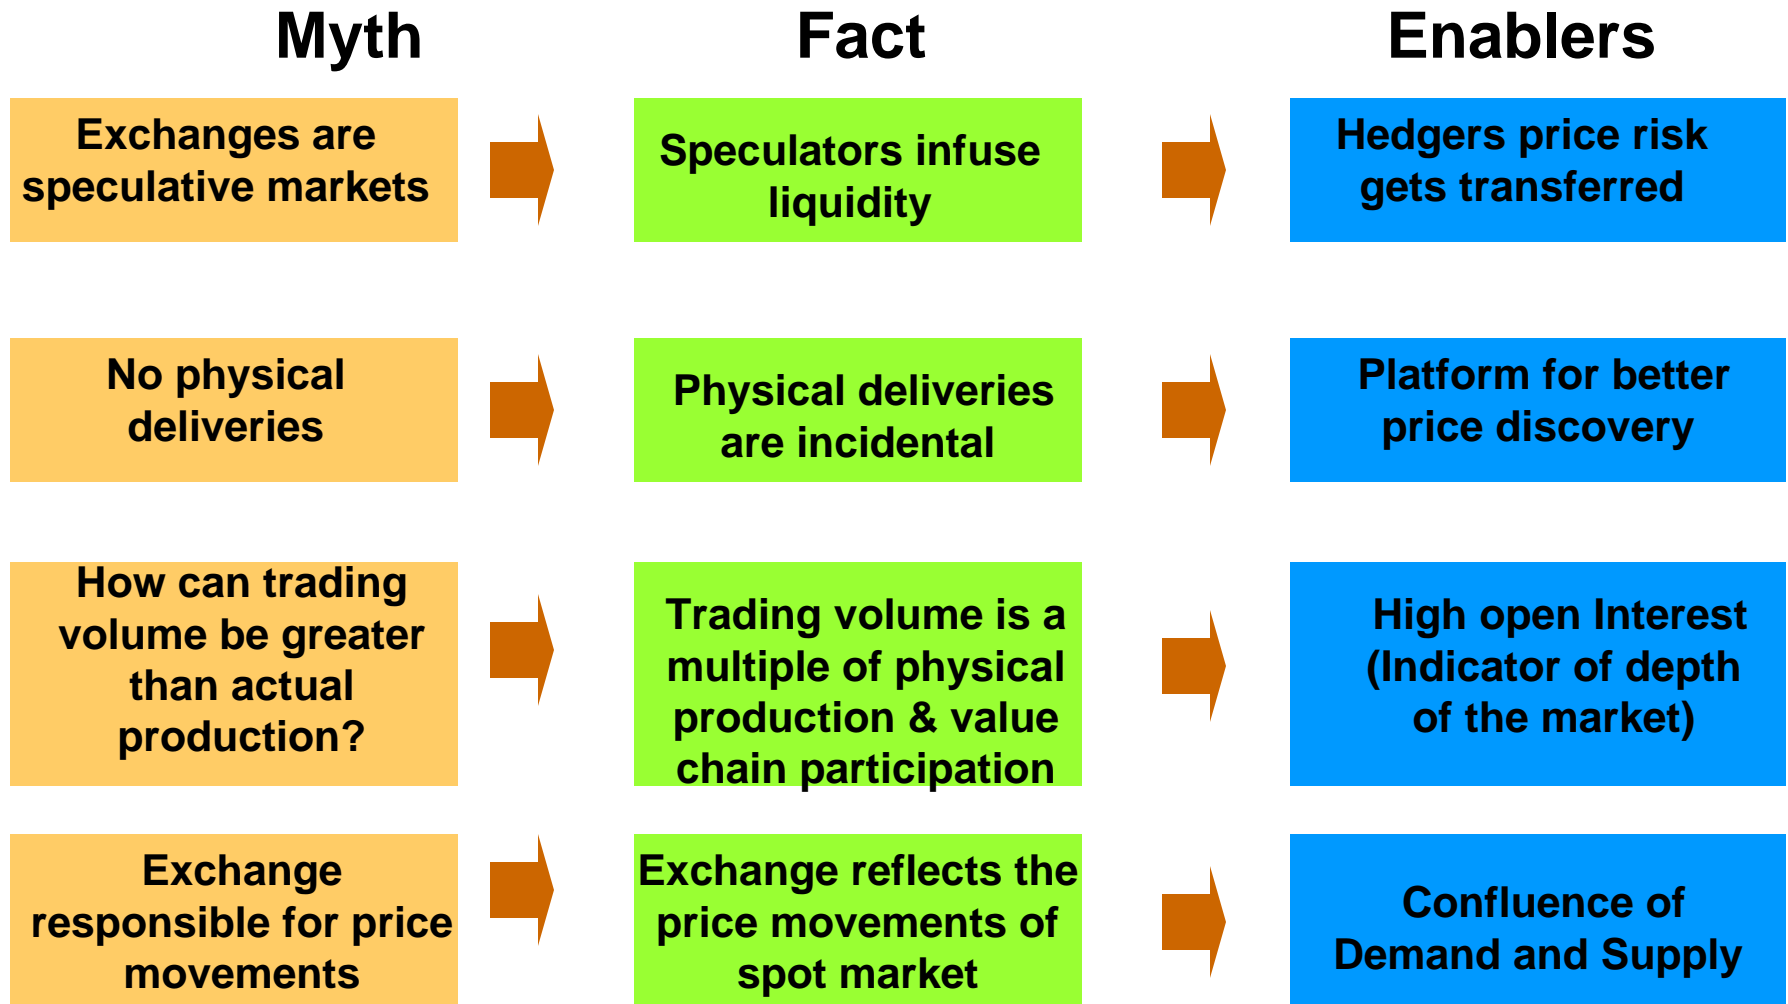 Myth
Fact
Enablers
Exchanges are
speculative markets
Speculators infuse
liquidity
Hedgers price risk
gets transferred
No physical
deliveries
Physical deliveries
are incidental
Platform for better
price discovery
How can trading
volume be greater
than actual
production?
Trading volume is a
multiple of physical
production & value
chain participation
High open Interest
(Indicator of depth
of the market)
Exchange
responsible for price
movements
Exchange reflects the
price movements of
spot market
Confluence of
Demand and Supply